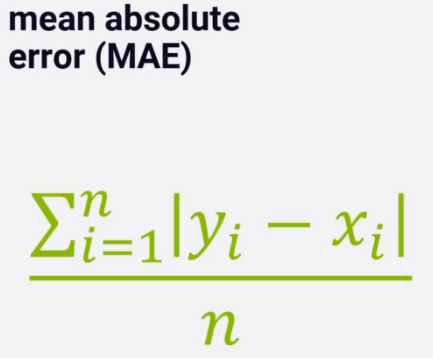 mean absolute
error (MAE)
∑ⁿᵢ₌₁|yᵢ − xᵢ|
n